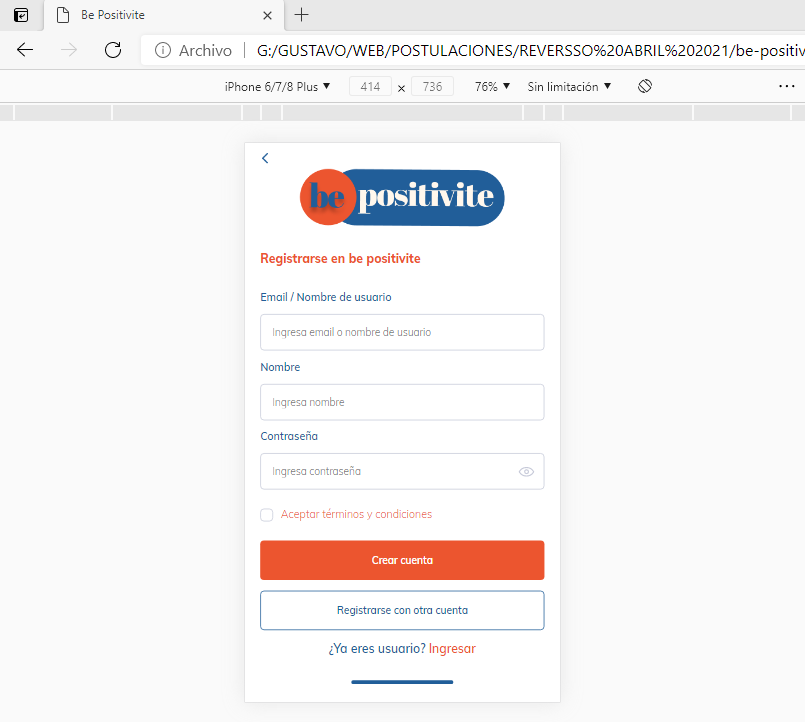 Be Positivite
Archivo G:/GUSTAVO/WEB/POSTULACIONES/REVERSSO%20ABRIL%202021/be-positiv
iPhone 6/7/8 Plus 414 x 736 76% Sin limitación
be positivite
Registrarse en be positivite
Email / Nombre de usuario
Ingresa email o nombre de usuario
Nombre
Ingresa nombre
Contraseña
Ingresa contraseña
Aceptar términos y condiciones
Crear cuenta
Registrarse con otra cuenta
¿Ya eres usuario? Ingresar